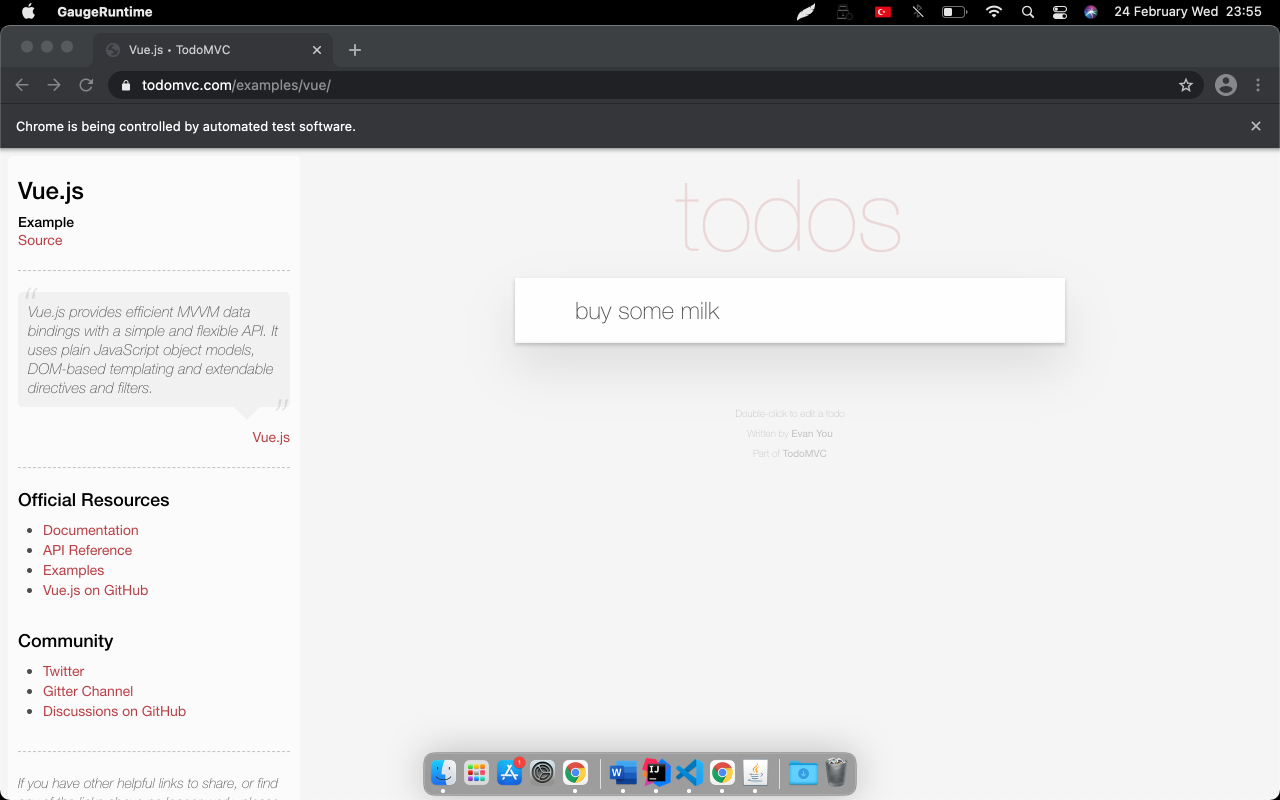 GaugeRuntime
24 February Wed 23:55
Vue.js • TodoMVC
todomvc.com/examples/vue/
Chrome is being controlled by automated test software.
Vue.js
Example
Source
“
Vue.js provides efficient MVVM data
bindings with a simple and flexible API. It
uses plain JavaScript object models,
DOM-based templating and extendable
directives and filters.
”
Vue.js
Official Resources
Documentation
API Reference
Examples
Vue.js on GitHub
Community
Twitter
Gitter Channel
Discussions on GitHub
If you have other helpful links to share, or find
todos
buy some milk
Double-click to edit a todo
Written by Evan You
Part of TodoMVC
1
W
IJ